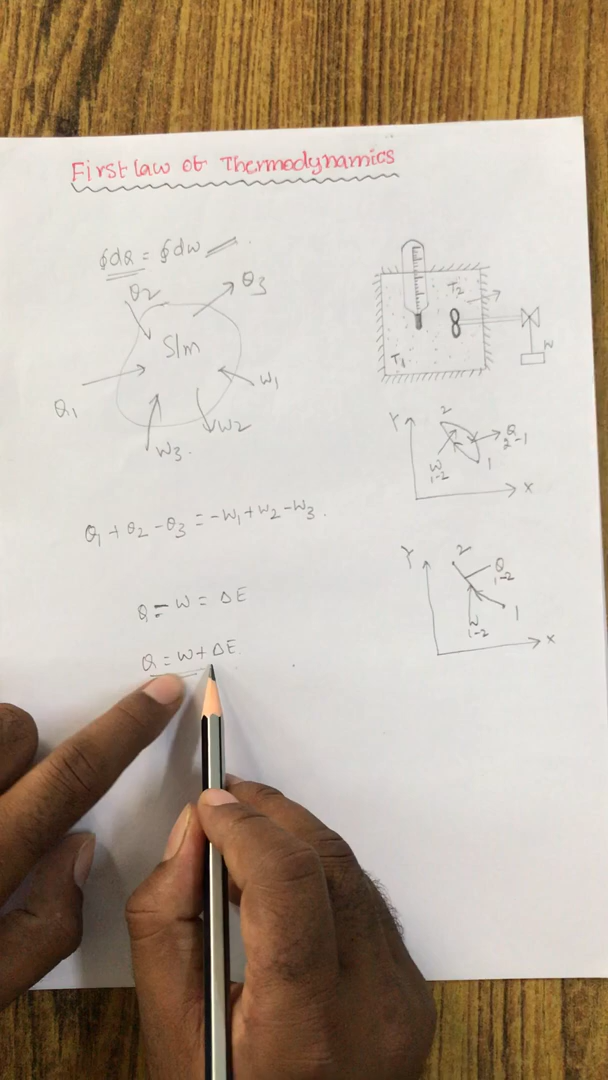 First law of Thermodynamics
∮dQ = ∮dw
Q2
Q3
S/m
Q1
W1
W2
W3
Q1 + Q2 - Q3 = -W1 + W2 - W3.
Q - W = ΔE
Q = W + ΔE
T2
T1
W
Y
2
Q
2-1
W
1-2
1
X
Y
2
Q
1-2
W
1-2
1
X